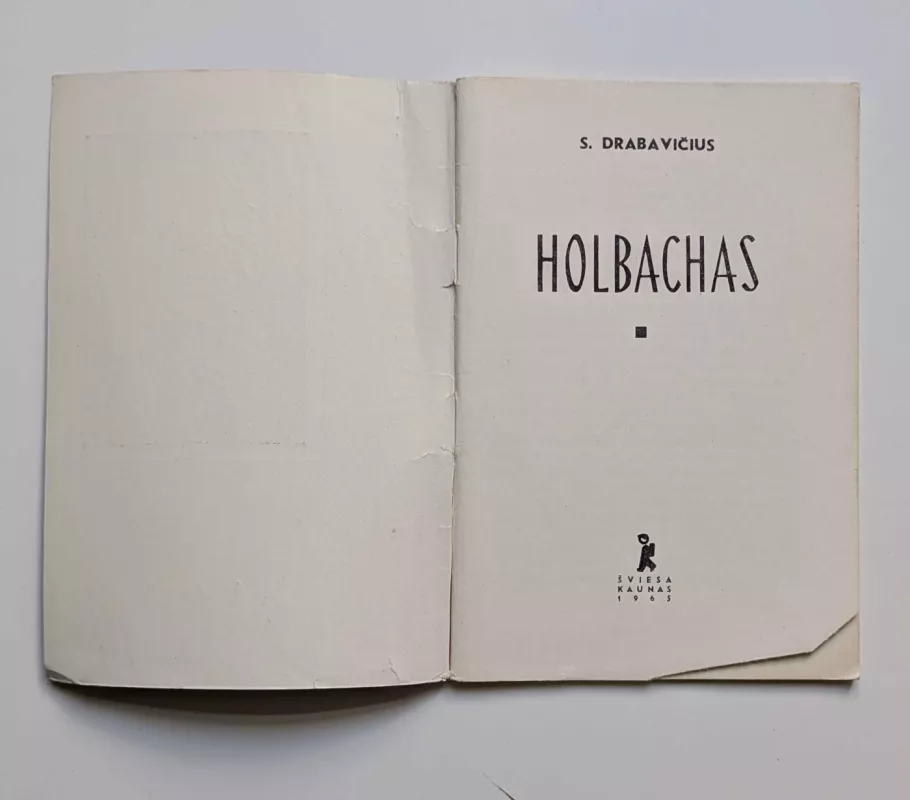 S. DRABAVIČIUS
HOLBACHAS
ŠVIESA
KAUNAS
1965